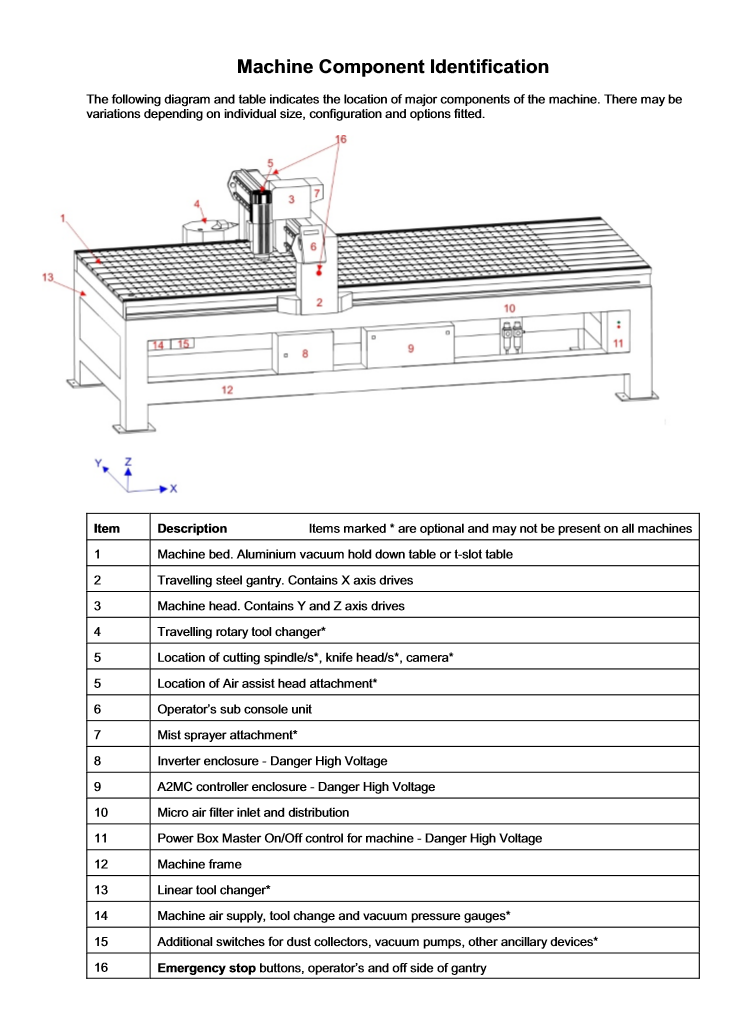 Machine Component Identification
The following diagram and table indicates the location of major components of the machine. There may be
variations depending on individual size, configuration and options fitted.
16
5
7
3
4
1
6
13
2
10
14 15
8
9
11
12
Y Z
X
Item Description Items marked * are optional and may not be present on all machines
1 Machine bed. Aluminium vacuum hold down table or t-slot table
2 Travelling steel gantry. Contains X axis drives
3 Machine head. Contains Y and Z axis drives
4 Travelling rotary tool changer*
5 Location of cutting spindle/s*, knife head/s*, camera*
5 Location of Air assist head attachment*
6 Operator's sub console unit
7 Mist sprayer attachment*
8 Inverter enclosure - Danger High Voltage
9 A2MC controller enclosure - Danger High Voltage
10 Micro air filter inlet and distribution
11 Power Box Master On/Off control for machine - Danger High Voltage
12 Machine frame
13 Linear tool changer*
14 Machine air supply, tool change and vacuum pressure gauges*
15 Additional switches for dust collectors, vacuum pumps, other ancillary devices*
16 Emergency stop buttons, operator's and off side of gantry